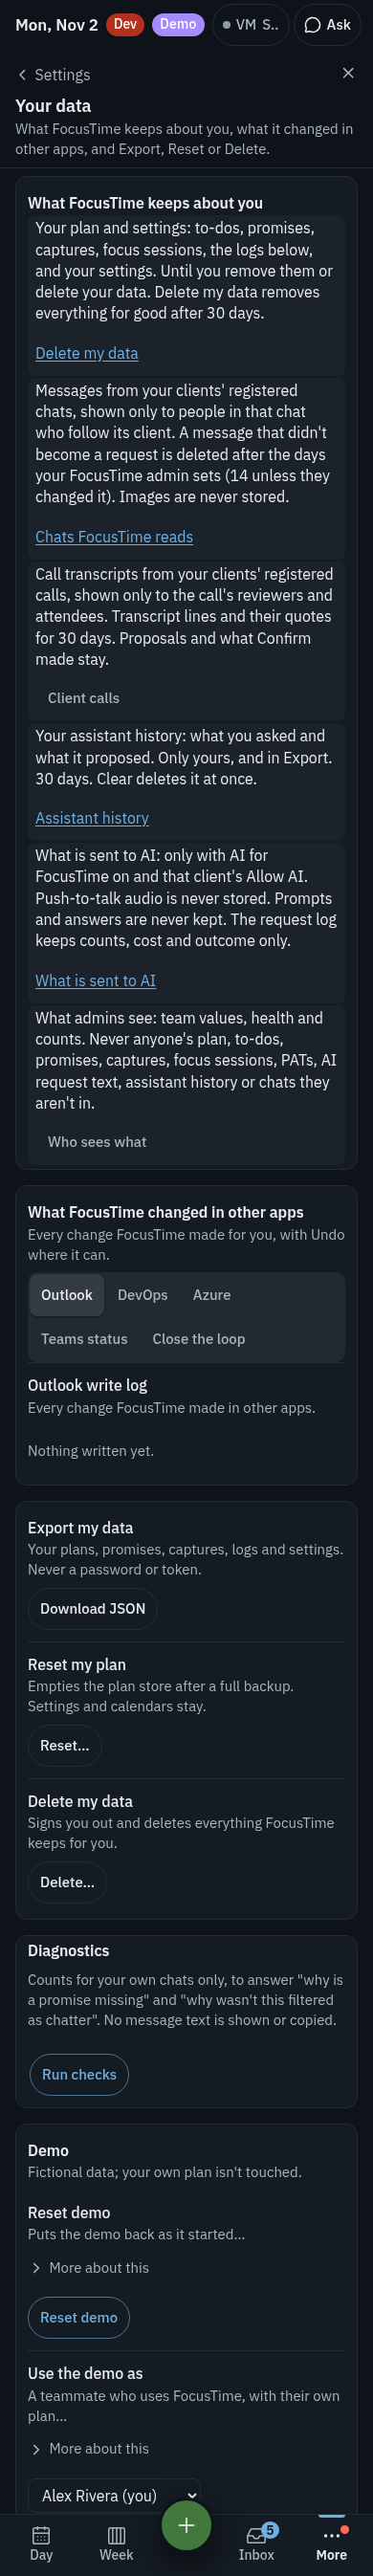 Mon, Nov 2 Dev Demo VM S.. Ask
Settings
Your data
What FocusTime keeps about you, what it changed in
other apps, and Export, Reset or Delete.
What FocusTime keeps about you
Your plan and settings: to-dos, promises,
captures, focus sessions, the logs below,
and your settings. Until you remove them or
delete your data. Delete my data removes
everything for good after 30 days.
Delete my data
Messages from your clients' registered
chats, shown only to people in that chat
who follow its client. A message that didn't
become a request is deleted after the days
your FocusTime admin sets (14 unless they
changed it). Images are never stored.
Chats FocusTime reads
Call transcripts from your clients' registered
calls, shown only to the call's reviewers and
attendees. Transcript lines and their quotes
for 30 days. Proposals and what Confirm
made stay.
Client calls
Your assistant history: what you asked and
what it proposed. Only yours, and in Export.
30 days. Clear deletes it at once.
Assistant history
What is sent to AI: only with AI for
FocusTime on and that client's Allow AI.
Push-to-talk audio is never stored. Prompts
and answers are never kept. The request log
keeps counts, cost and outcome only.
What is sent to AI
What admins see: team values, health and
counts. Never anyone's plan, to-dos,
promises, captures, focus sessions, PATs, AI
request text, assistant history or chats they
aren't in.
Who sees what
What FocusTime changed in other apps
Every change FocusTime made for you, with Undo
where it can.
Outlook DevOps Azure
Teams status Close the loop
Outlook write log
Every change FocusTime made in other apps.
Nothing written yet.
Export my data
Your plans, promises, captures, logs and settings.
Never a password or token.
Download JSON
Reset my plan
Empties the plan store after a full backup.
Settings and calendars stay.
Reset...
Delete my data
Signs you out and deletes everything FocusTime
keeps for you.
Delete...
Diagnostics
Counts for your own chats only, to answer "why is
a promise missing" and "why wasn't this filtered
as chatter". No message text is shown or copied.
Run checks
Demo
Fictional data; your own plan isn't touched.
Reset demo
Puts the demo back as it started...
More about this
Reset demo
Use the demo as
A teammate who uses FocusTime, with their own
plan...
More about this
Alex Rivera (you)
5
Day Week Inbox More